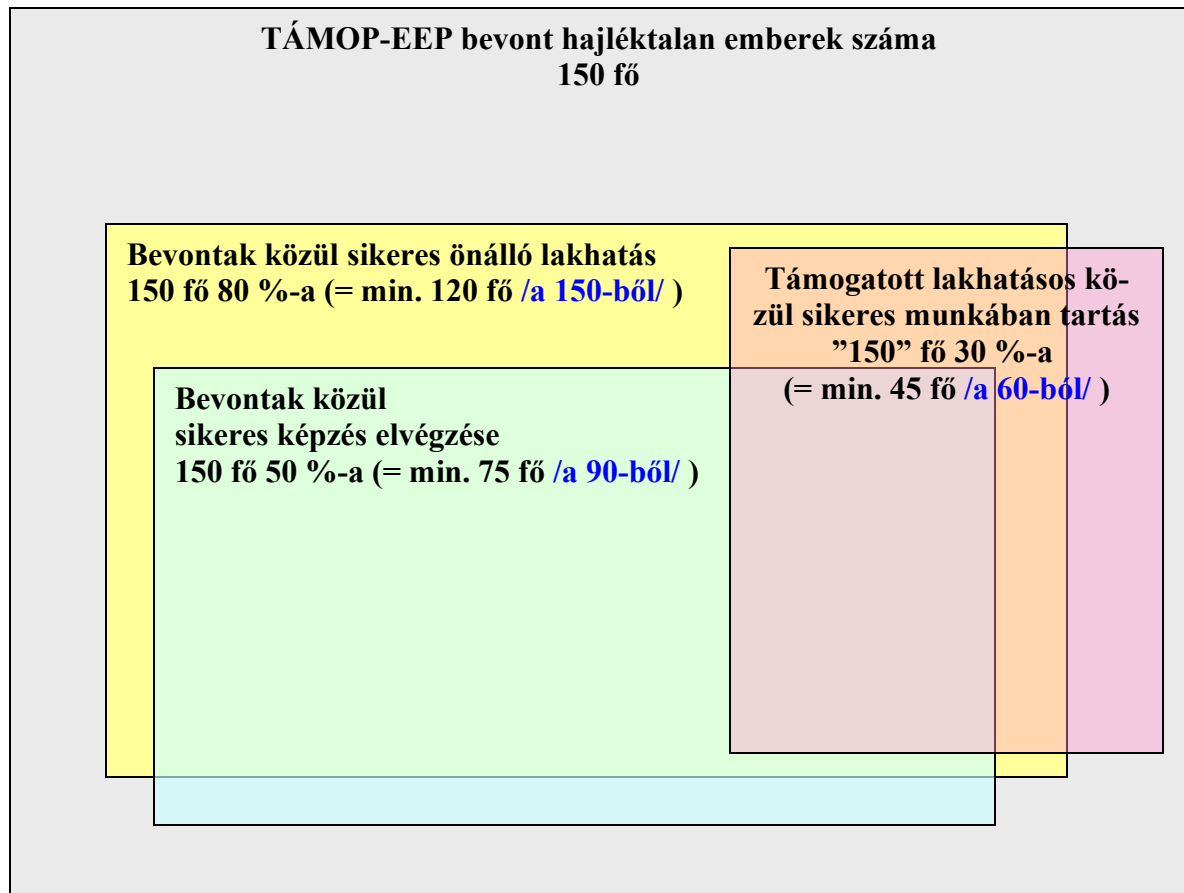 TÁMOP-EEP bevont hajléktalan emberek száma
150 fő
Bevontak közül sikeres önálló lakhatás
150 fő 80 %-a (= min. 120 fő /a 150-ből/ )
Támogatott lakhatásos kö-
zül sikeres munkában tartás
”150” fő 30 %-a
(= min. 45 fő /a 60-ból/ )
Bevontak közül
sikeres képzés elvégzése
150 fő 50 %-a (= min. 75 fő /a 90-ből/ )